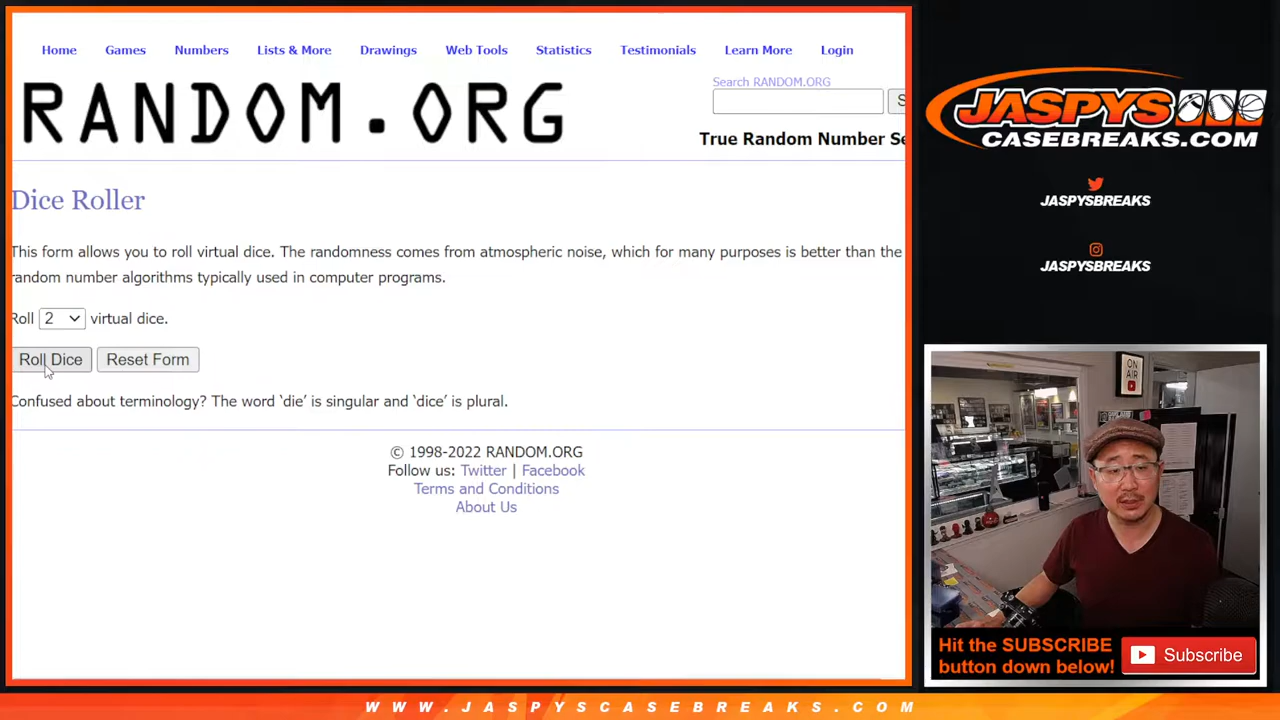 Home Games Numbers Lists & More Drawings Web Tools Statistics Testimonials Learn More Login
RANDOM.ORG
Search RANDOM.ORG
S
True Random Number Se
Dice Roller
This form allows you to roll virtual dice. The randomness comes from atmospheric noise, which for many purposes is better than the
random number algorithms typically used in computer programs.
Roll 2 virtual dice.
Roll Dice Reset Form
Confused about terminology? The word ‘die’ is singular and ‘dice’ is plural.
© 1998-2022 RANDOM.ORG
Follow us: Twitter | Facebook
Terms and Conditions
About Us
JASPYS
CASEBREAKS.COM
JASPYSBREAKS
JASPYSBREAKS
ON
AIR
Hit the SUBSCRIBE
button down below!
Subscribe
WWW.JASPYSCASEBREAKS.COM